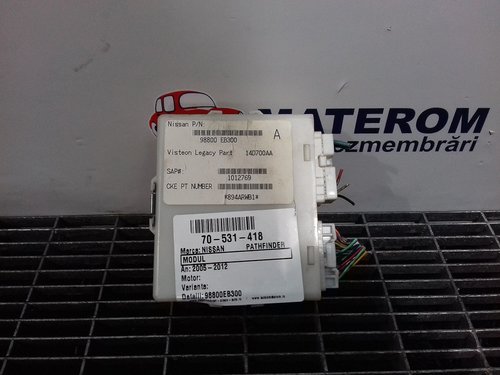 MATEROM
ezmembrări
Nissan P/N:
98800 EB300
A
Visteon Legacy Part 140700AA
SAP#:
1012769
CKE PT NUMBER
*894ARWB1*
70-531-418
Marca: NISSAN PATHFINDER
MODUL
An: 2005-2012
Motor:
Varianta:
Detalii: 98800EB300